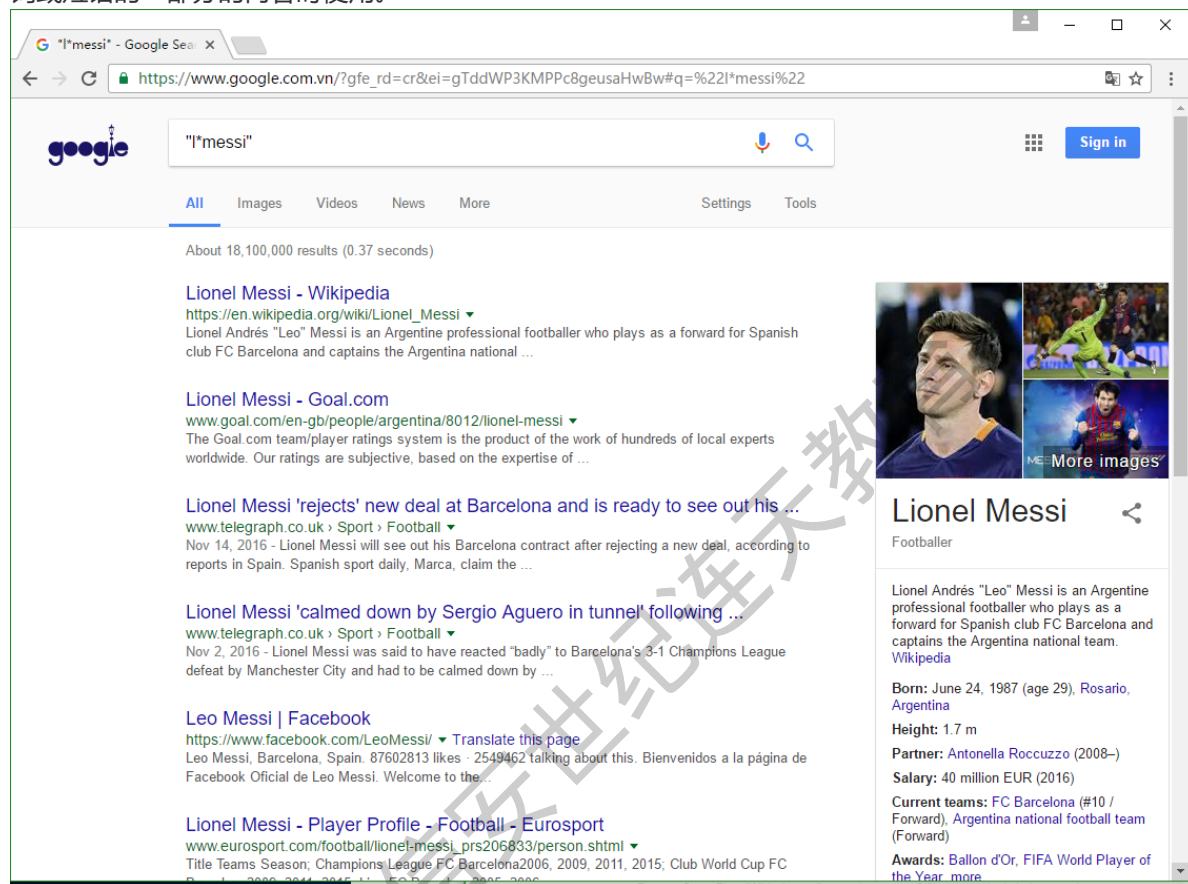 "l*messi" - Google Sea
https://www.google.com.vn/?gfe_rd=cr&ei=gTddWP3KMPPc8geusaHwBw#q=%22l*messi%22
google
"l*messi"
Sign in
All Images Videos News More Settings Tools
About 18,100,000 results (0.37 seconds)
Lionel Messi - Wikipedia
https://en.wikipedia.org/wiki/Lionel_Messi
Lionel Andrés "Leo" Messi is an Argentine professional footballer who plays as a forward for Spanish
club FC Barcelona and captains the Argentina national ...
Lionel Messi - Goal.com
www.goal.com/en-gb/people/argentina/8012/lionel-messi
The Goal.com team/player ratings system is the product of the work of hundreds of local experts
worldwide. Our ratings are subjective, based on the expertise of ...
Lionel Messi 'rejects' new deal at Barcelona and is ready to see out his ...
www.telegraph.co.uk › Sport › Football
Nov 14, 2016 - Lionel Messi will see out his Barcelona contract after rejecting a new deal, according to
reports in Spain. Spanish sport daily, Marca, claim the ...
Lionel Messi 'calmed down by Sergio Aguero in tunnel' following ...
www.telegraph.co.uk › Sport › Football
Nov 2, 2016 - Lionel Messi was said to have reacted “badly” to Barcelona's 3-1 Champions League
defeat by Manchester City and had to be calmed down by ...
Leo Messi | Facebook
https://www.facebook.com/LeoMessi/ Translate this page
Leo Messi, Barcelona, Spain. 87602813 likes · 2549462 talking about this. Bienvenidos a la página de
Facebook Oficial de Leo Messi. Welcome to the...
Lionel Messi - Player Profile - Football - Eurosport
www.eurosport.com/football/lionel-messi_prs206833/person.shtml
Title Teams Season; Champions League FC Barcelona2006, 2009, 2011, 2015; Club World Cup FC
More images
Lionel Messi
Footballer
Lionel Andrés "Leo" Messi is an Argentine
professional footballer who plays as a
forward for Spanish club FC Barcelona and
captains the Argentina national team.
Wikipedia
Born: June 24, 1987 (age 29), Rosario,
Argentina
Height: 1.7 m
Partner: Antonella Roccuzzo (2008–)
Salary: 40 million EUR (2016)
Current teams: FC Barcelona (#10 /
Forward), Argentina national football team
(Forward)
Awards: Ballon d'Or, FIFA World Player of
the Year, more
信安世纪连天教